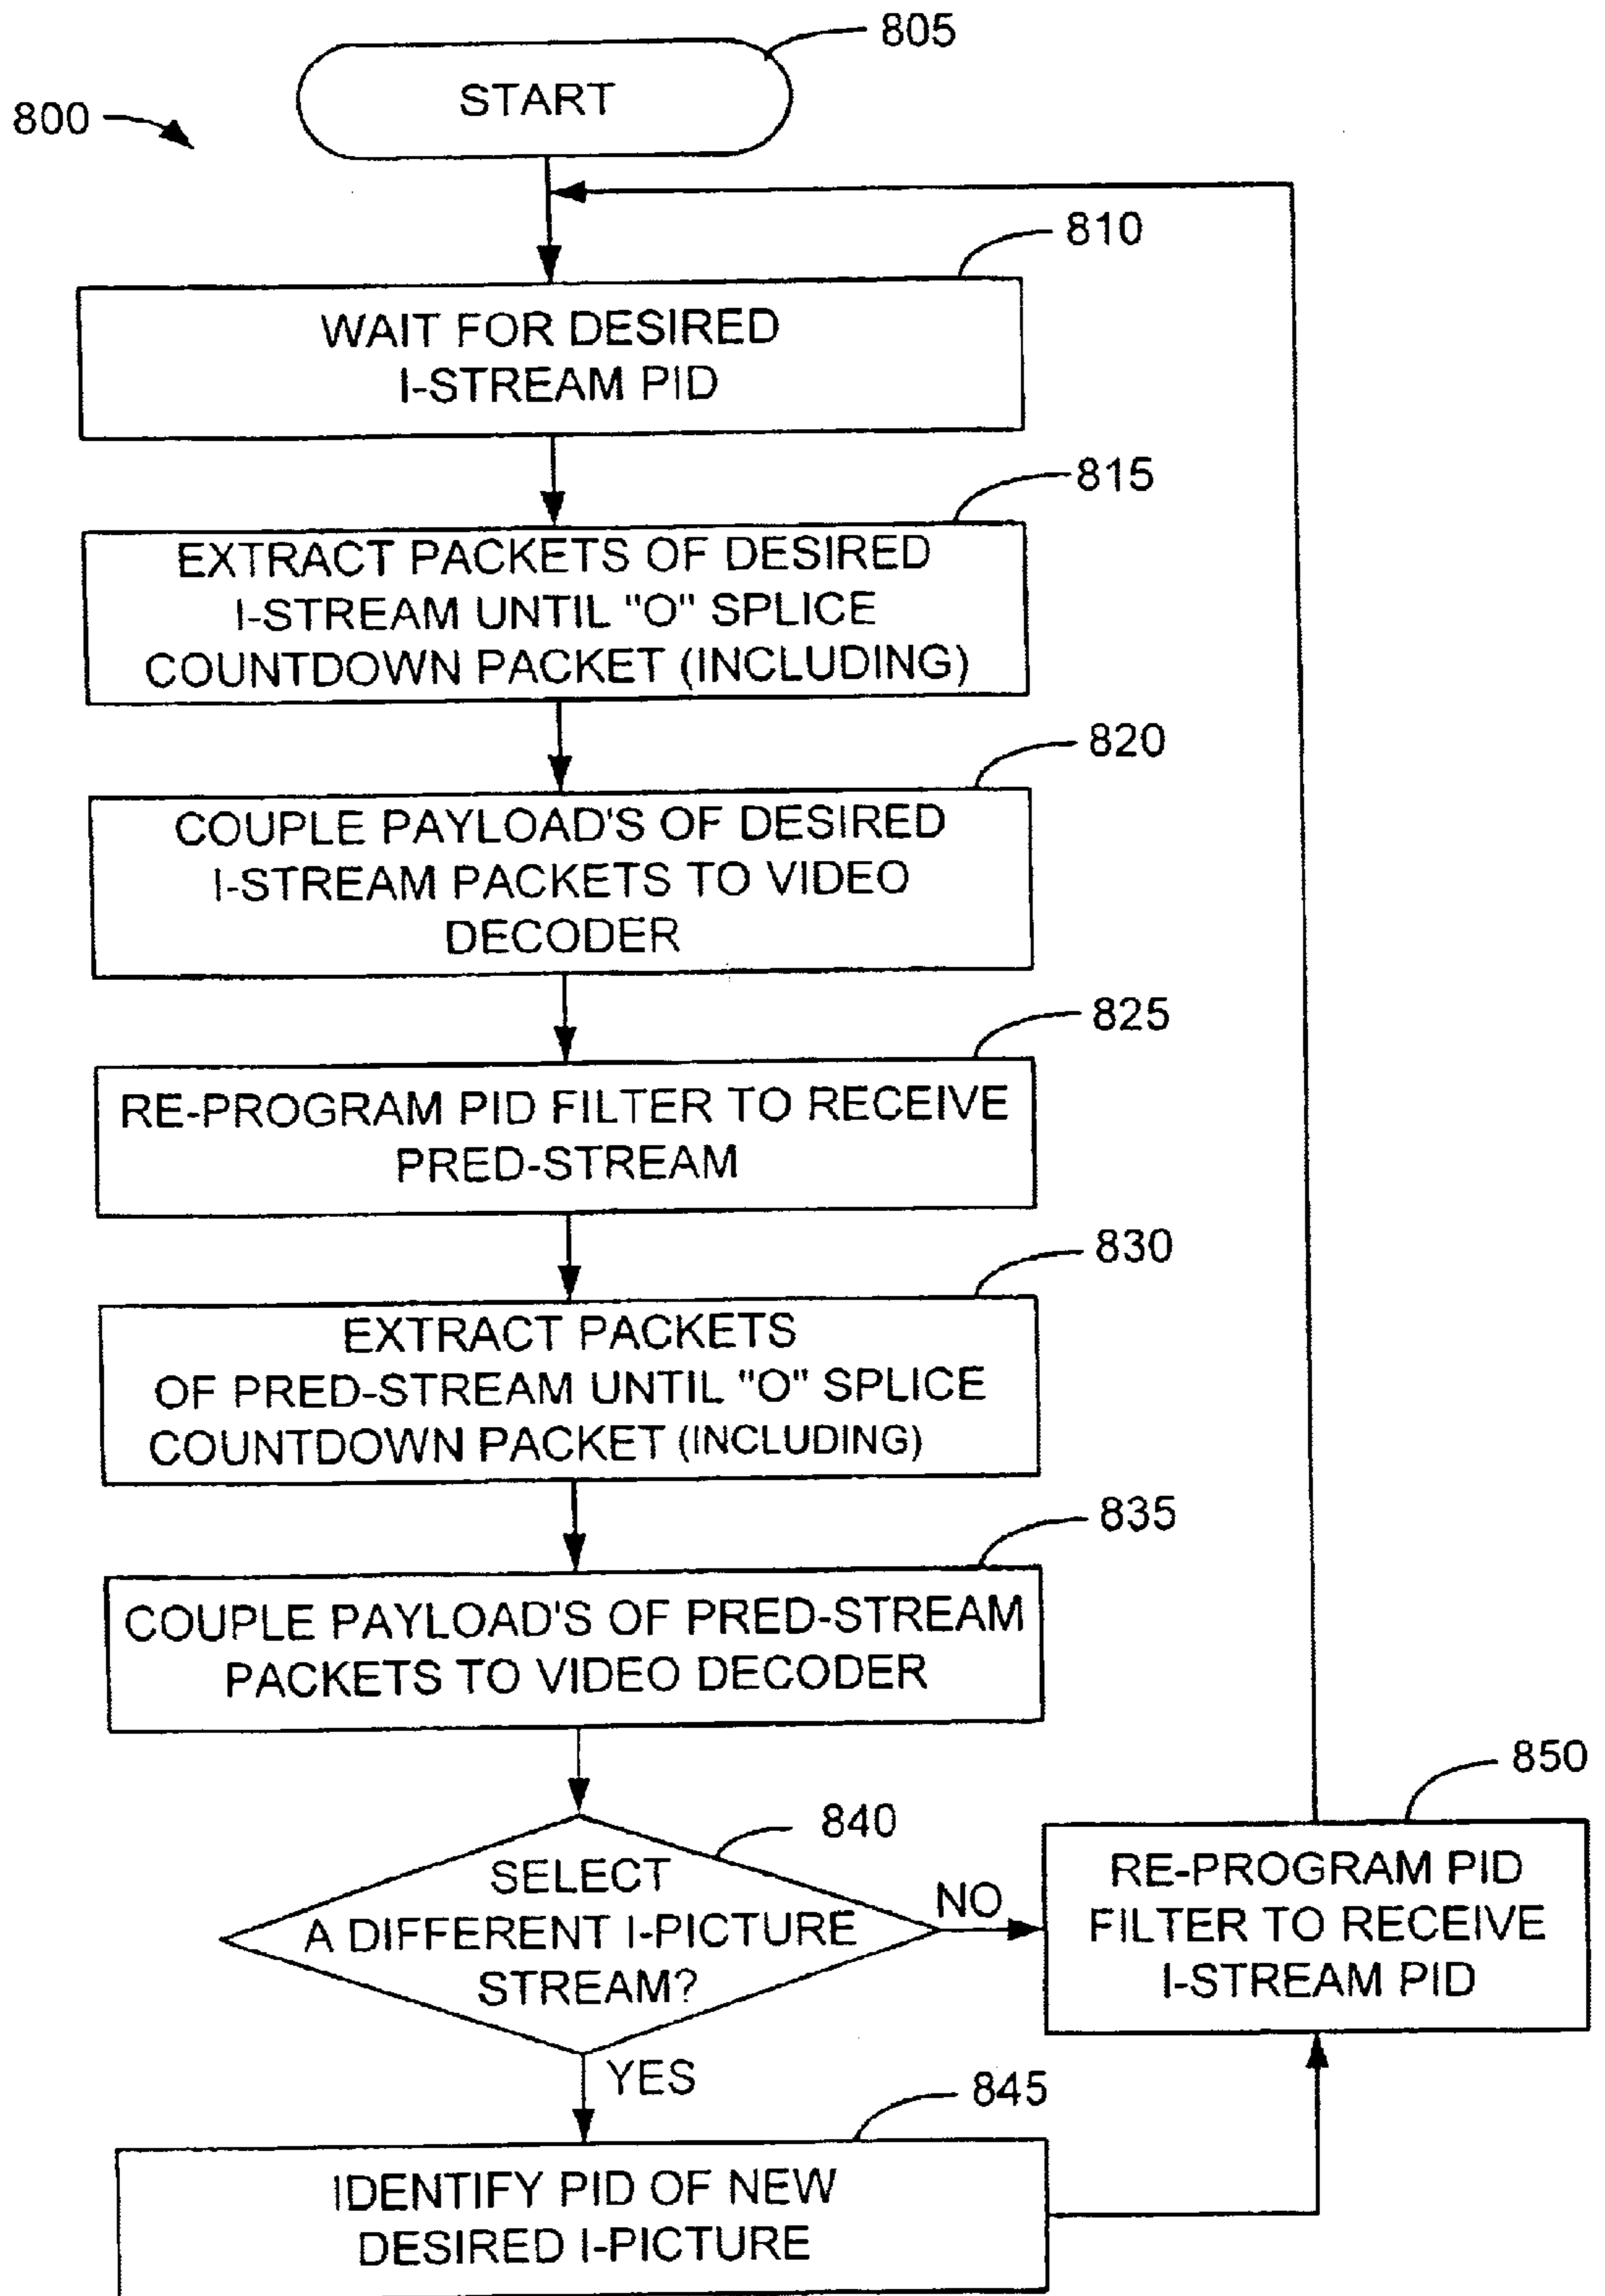 805
START
800
810
WAIT FOR DESIRED
I-STREAM PID
815
EXTRACT PACKETS OF DESIRED
I-STREAM UNTIL "O" SPLICE
COUNTDOWN PACKET (INCLUDING)
820
COUPLE PAYLOAD'S OF DESIRED
I-STREAM PACKETS TO VIDEO
DECODER
825
RE-PROGRAM PID FILTER TO RECEIVE
PRED-STREAM
830
EXTRACT PACKETS
OF PRED-STREAM UNTIL "O" SPLICE
COUNTDOWN PACKET (INCLUDING)
835
COUPLE PAYLOAD'S OF PRED-STREAM
PACKETS TO VIDEO DECODER
840
SELECT
A DIFFERENT I-PICTURE
STREAM?
NO
850
RE-PROGRAM PID
FILTER TO RECEIVE
I-STREAM PID
YES
845
IDENTIFY PID OF NEW
DESIRED I-PICTURE